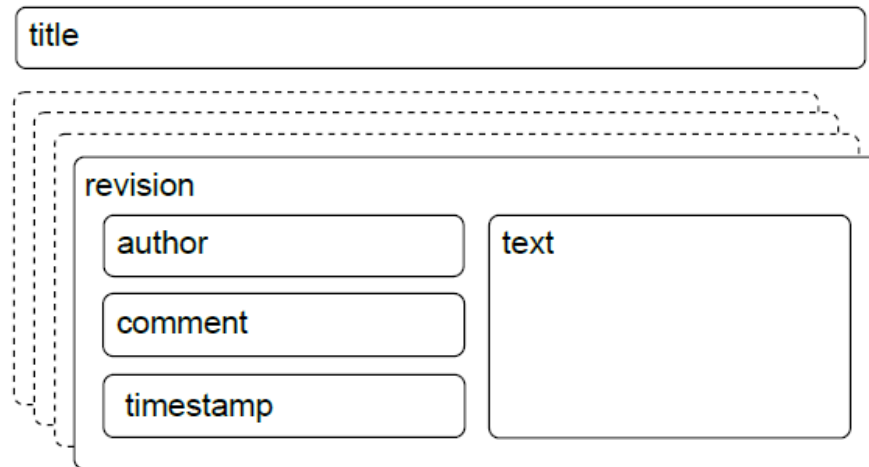 title
revision
author
text
comment
timestamp